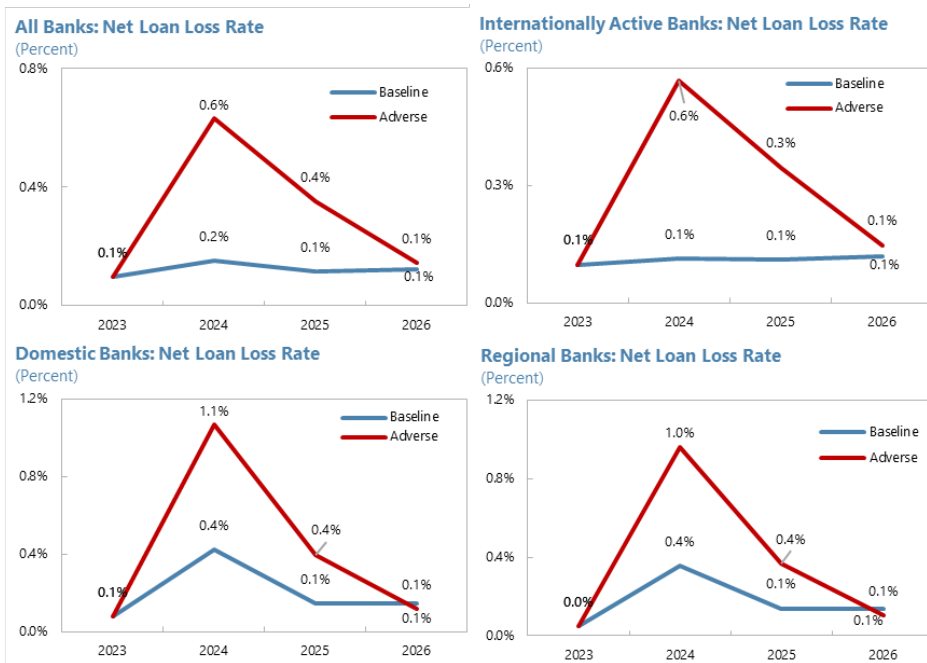 All Banks: Net Loan Loss Rate
(Percent)
0.8%
0.4%
0.0%
Baseline
Adverse
0.6%
0.4%
0.2%
0.1%
0.1%
0.1%
0.1%
2023 2024 2025 2026
Internationally Active Banks: Net Loan Loss Rate
(Percent)
0.6%
0.3%
0.0%
Baseline
Adverse
0.6%
0.3%
0.1%
0.1%
0.1%
0.1%
0.1%
2023 2024 2025 2026
Domestic Banks: Net Loan Loss Rate
(Percent)
1.2%
0.8%
0.4%
0.0%
Baseline
Adverse
1.1%
0.4%
0.4%
0.1%
0.1%
0.1%
0.1%
2023 2024 2025 2026
Regional Banks: Net Loan Loss Rate
(Percent)
1.2%
0.8%
0.4%
0.0%
Baseline
Adverse
1.0%
0.4%
0.4%
0.0%
0.1%
0.1%
0.1%
2023 2024 2025 2026